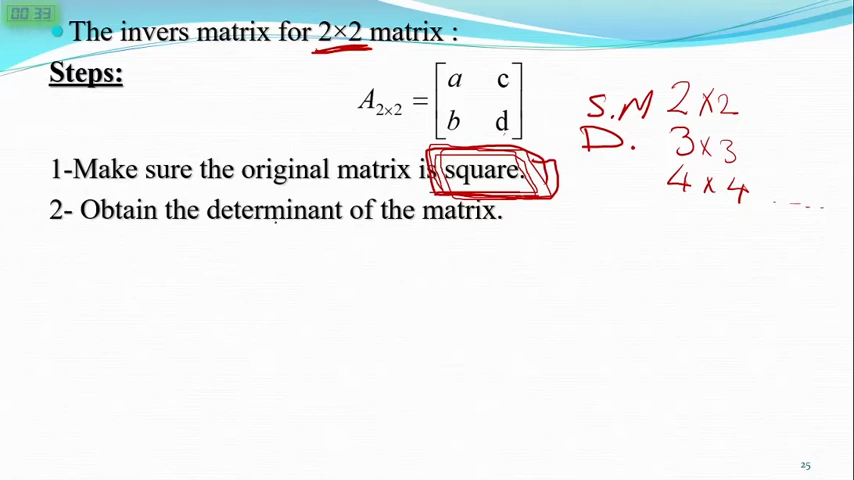 00:33
• The invers matrix for 2×2 matrix :
Steps:
A2×2 = [a c
b d]
S.M 2×2
D. 3×3
4×4 .....
1-Make sure the original matrix is square.
2- Obtain the determinant of the matrix.
25